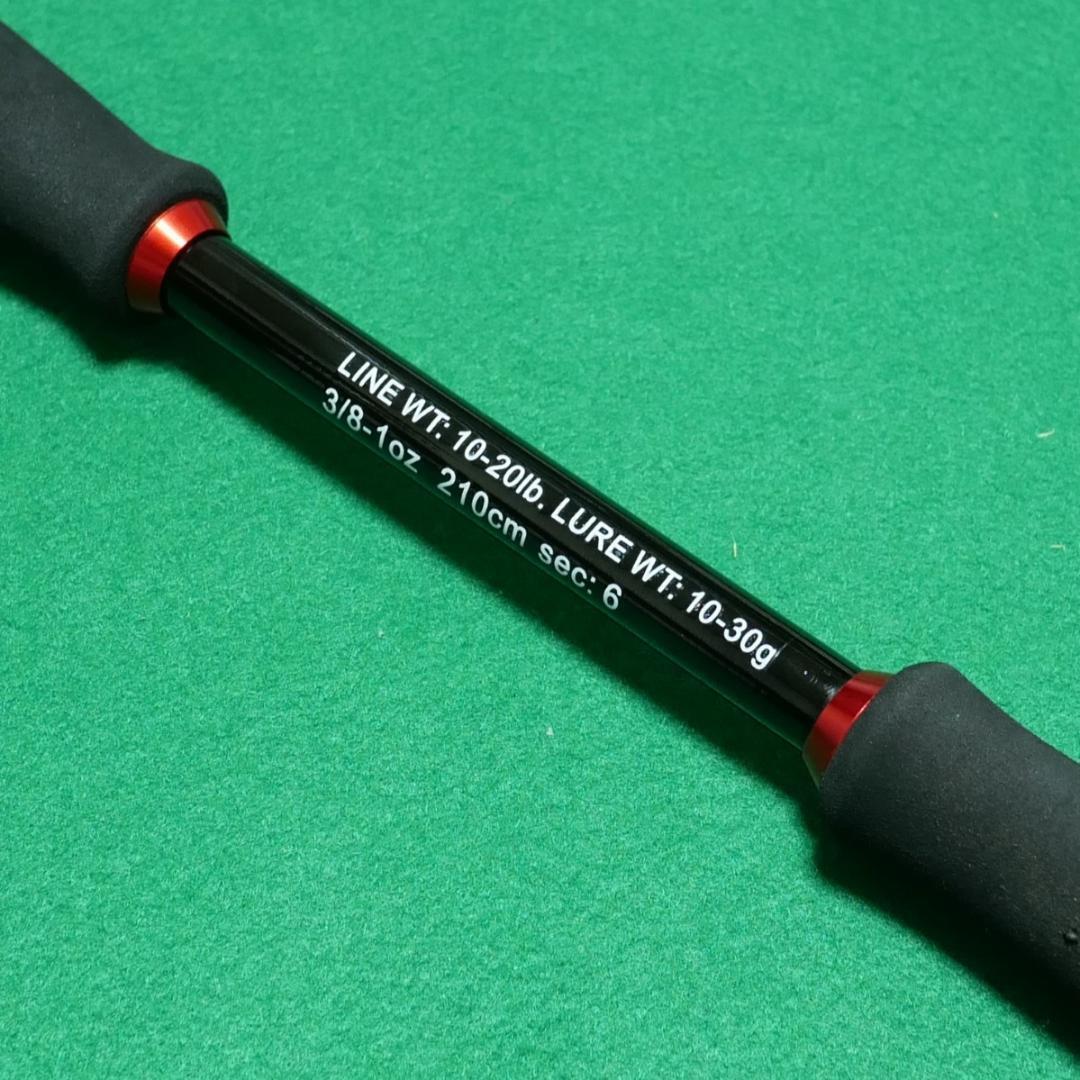 LINE WT: 10-20lb. LURE WT: 10-30g
3/8-1oz 210cm sec: 6